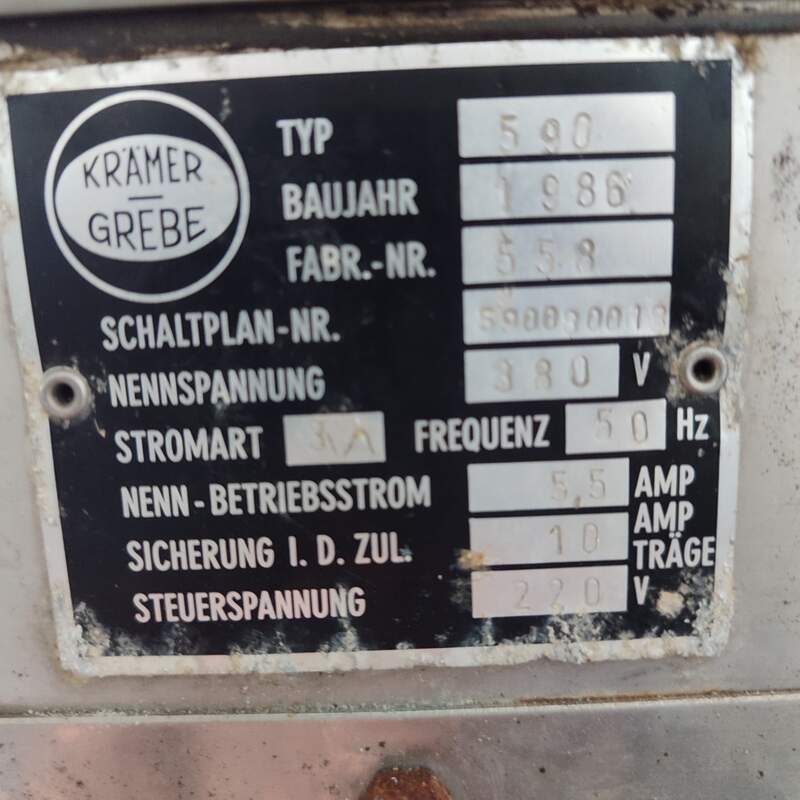 KRÄMER
GREBE
TYP 590
BAUJAHR 1986
FABR.-NR. 558
SCHALTPLAN-NR.
NENNSPANNUNG 380 V
STROMART FREQUENZ 50 Hz
NENN-BETRIEBSSTROM 5,5 AMP
SICHERUNG I. D. ZUL. 10 AMP TRÄGE
STEUERSPANNUNG 220 V